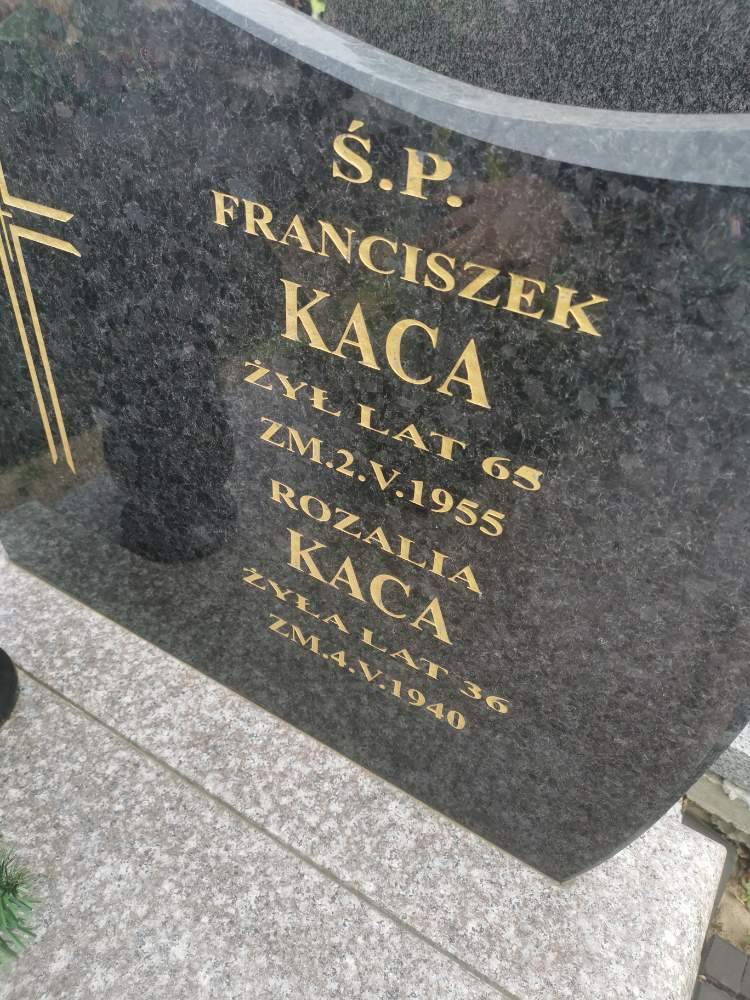 Ś.P.
FRANCISZEK
KACA
ŻYŁ LAT 65
ZM.2.V.1955
ROZALIA
KACA
ŻYŁA LAT 36
ZM.4.V.1940